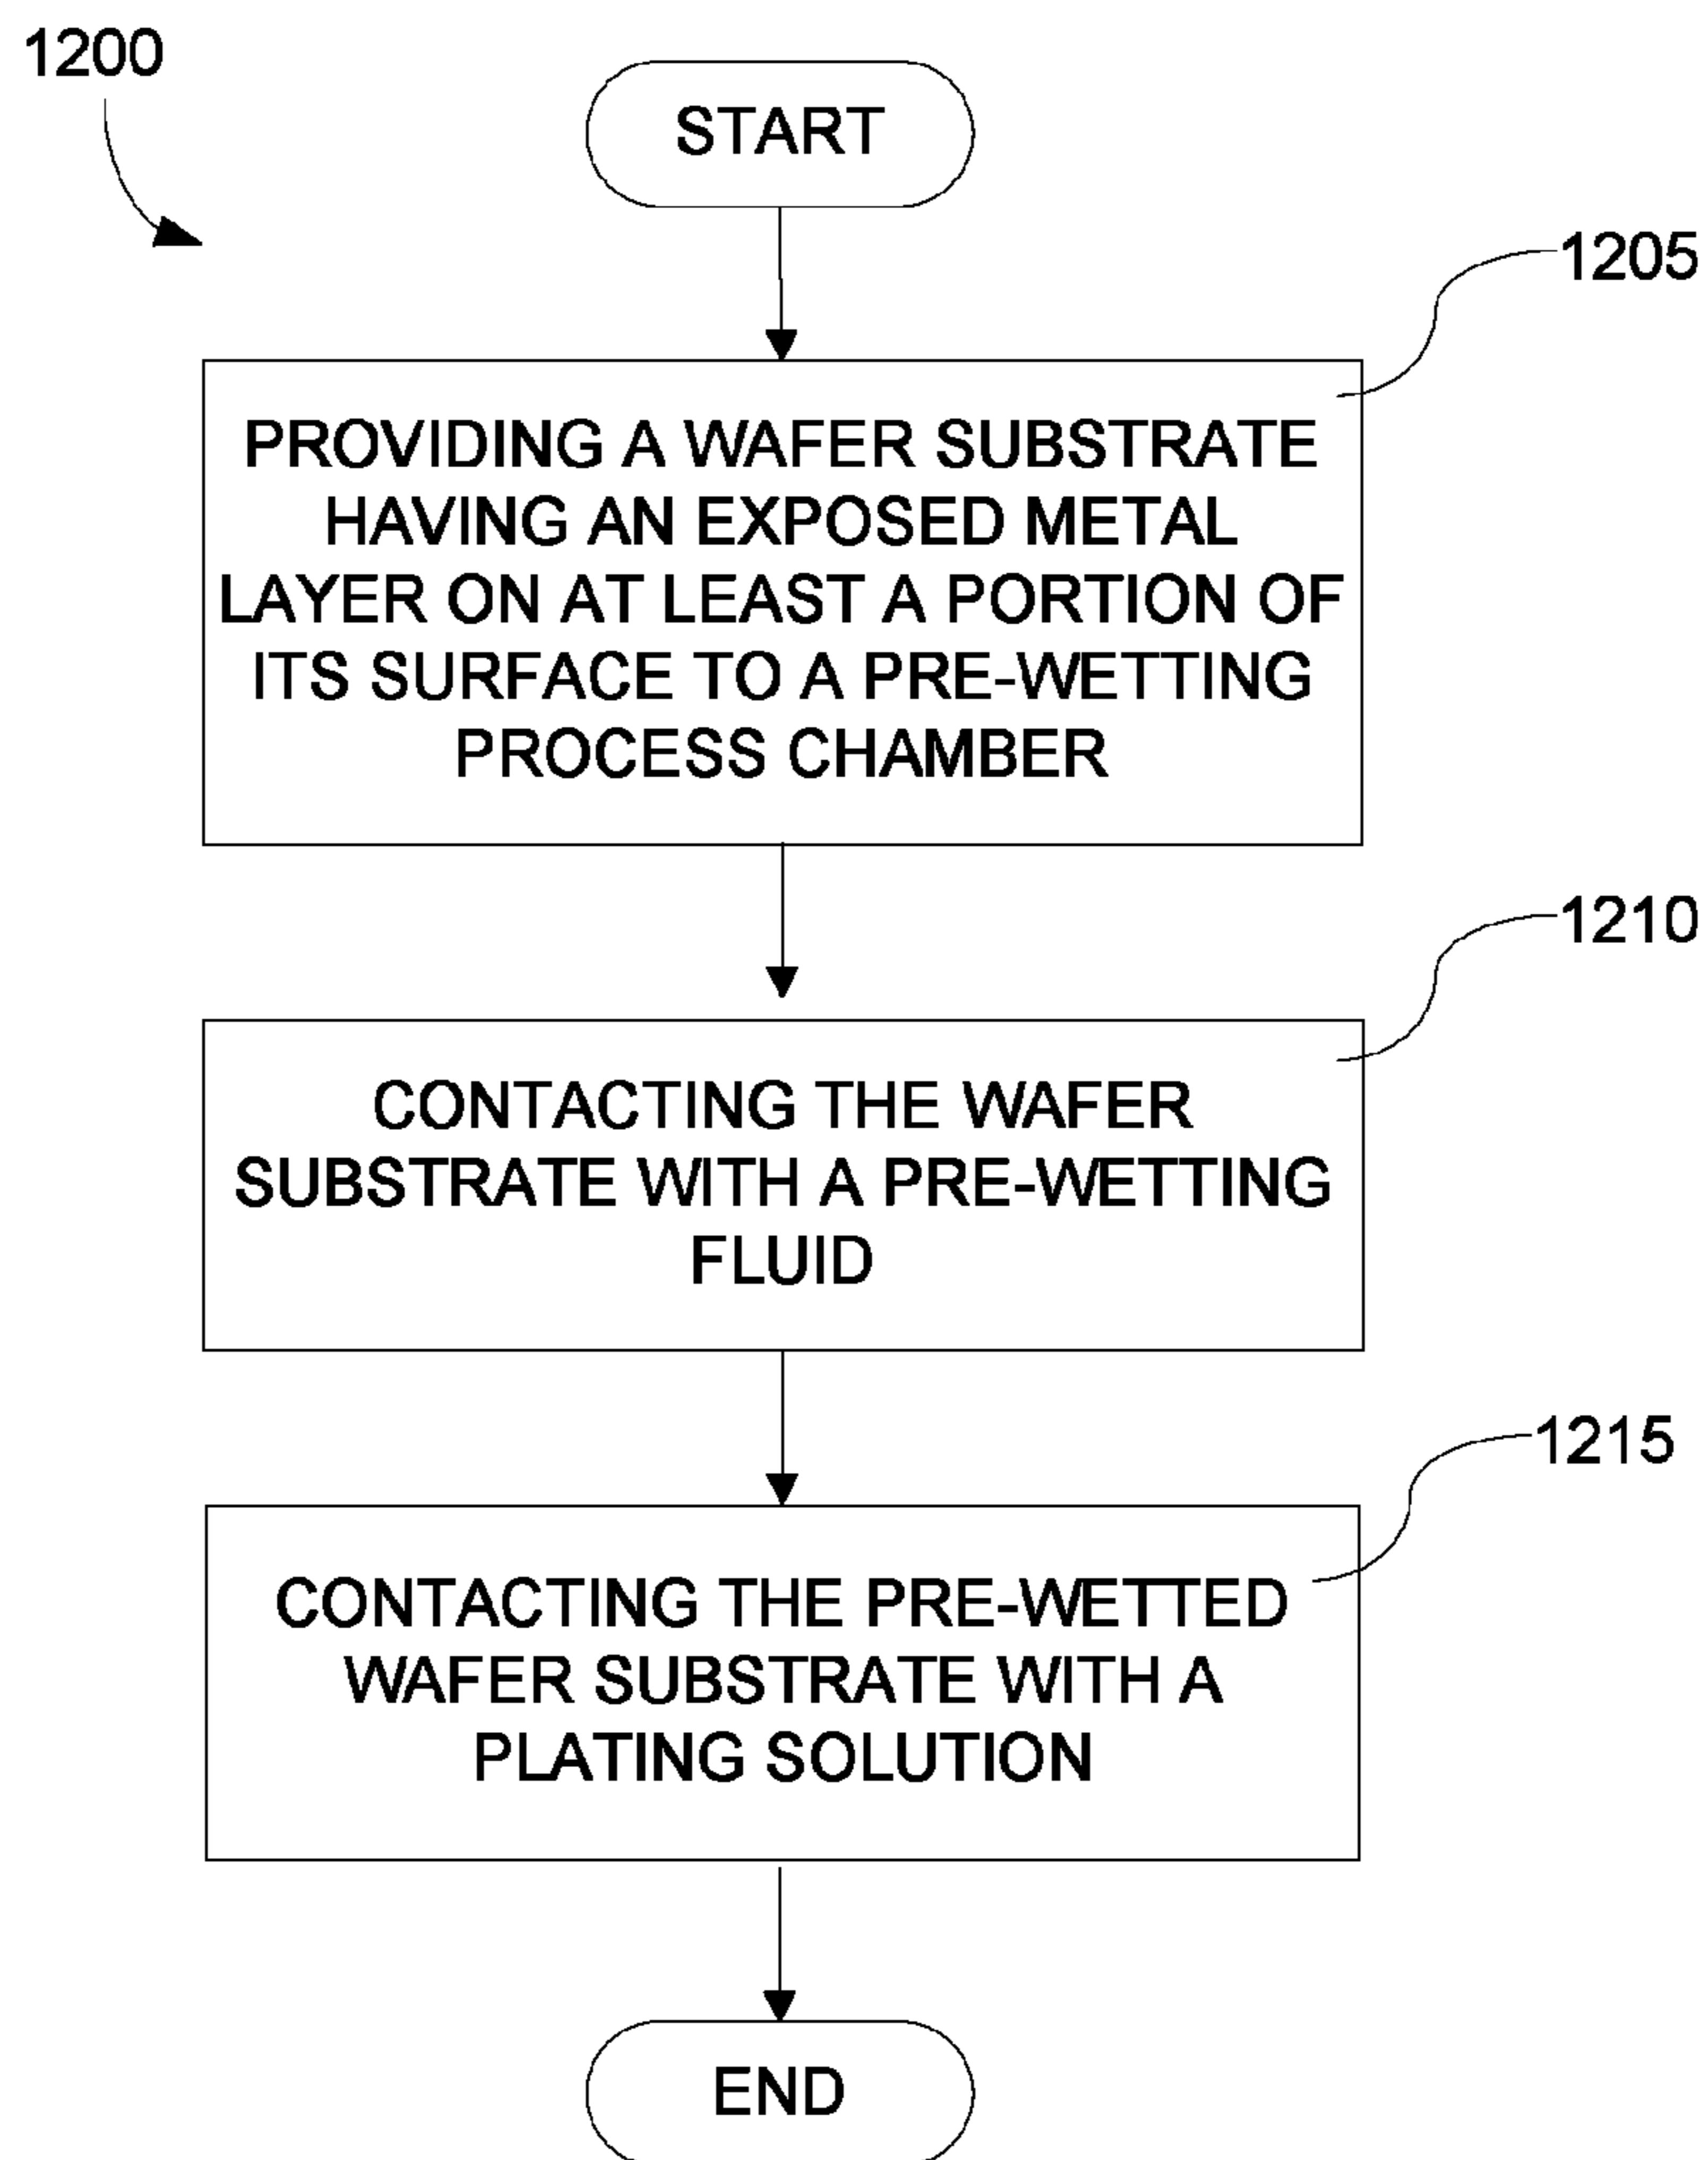 1200
START
1205
PROVIDING A WAFER SUBSTRATE
HAVING AN EXPOSED METAL
LAYER ON AT LEAST A PORTION OF
ITS SURFACE TO A PRE-WETTING
PROCESS CHAMBER
1210
CONTACTING THE WAFER
SUBSTRATE WITH A PRE-WETTING
FLUID
1215
CONTACTING THE PRE-WETTED
WAFER SUBSTRATE WITH A
PLATING SOLUTION
END